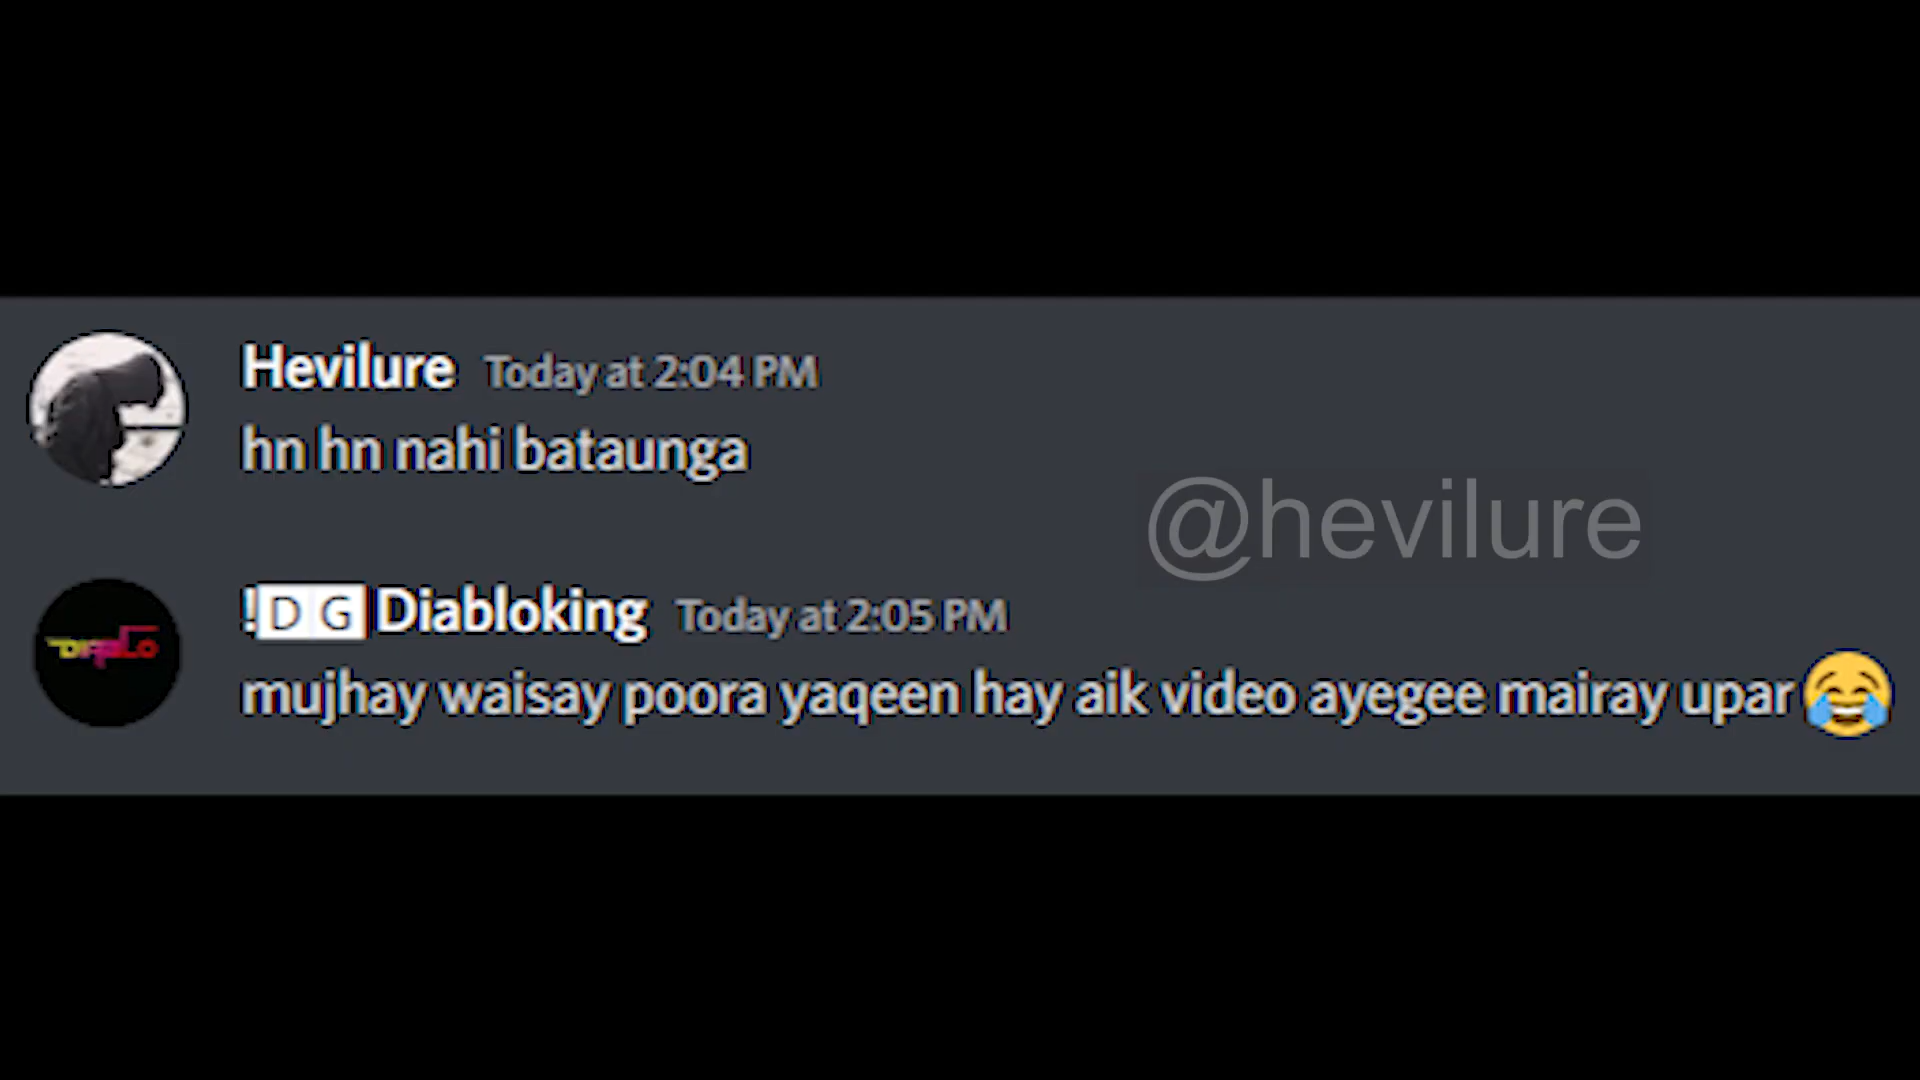 Hevilure Today at 2:04 PM
hn hn nahi bataunga
@hevilure
!🄳🄶 Diabloking Today at 2:05 PM
DIABLO
mujhay waisay poora yaqeen hay aik video ayegee mairay upar😂